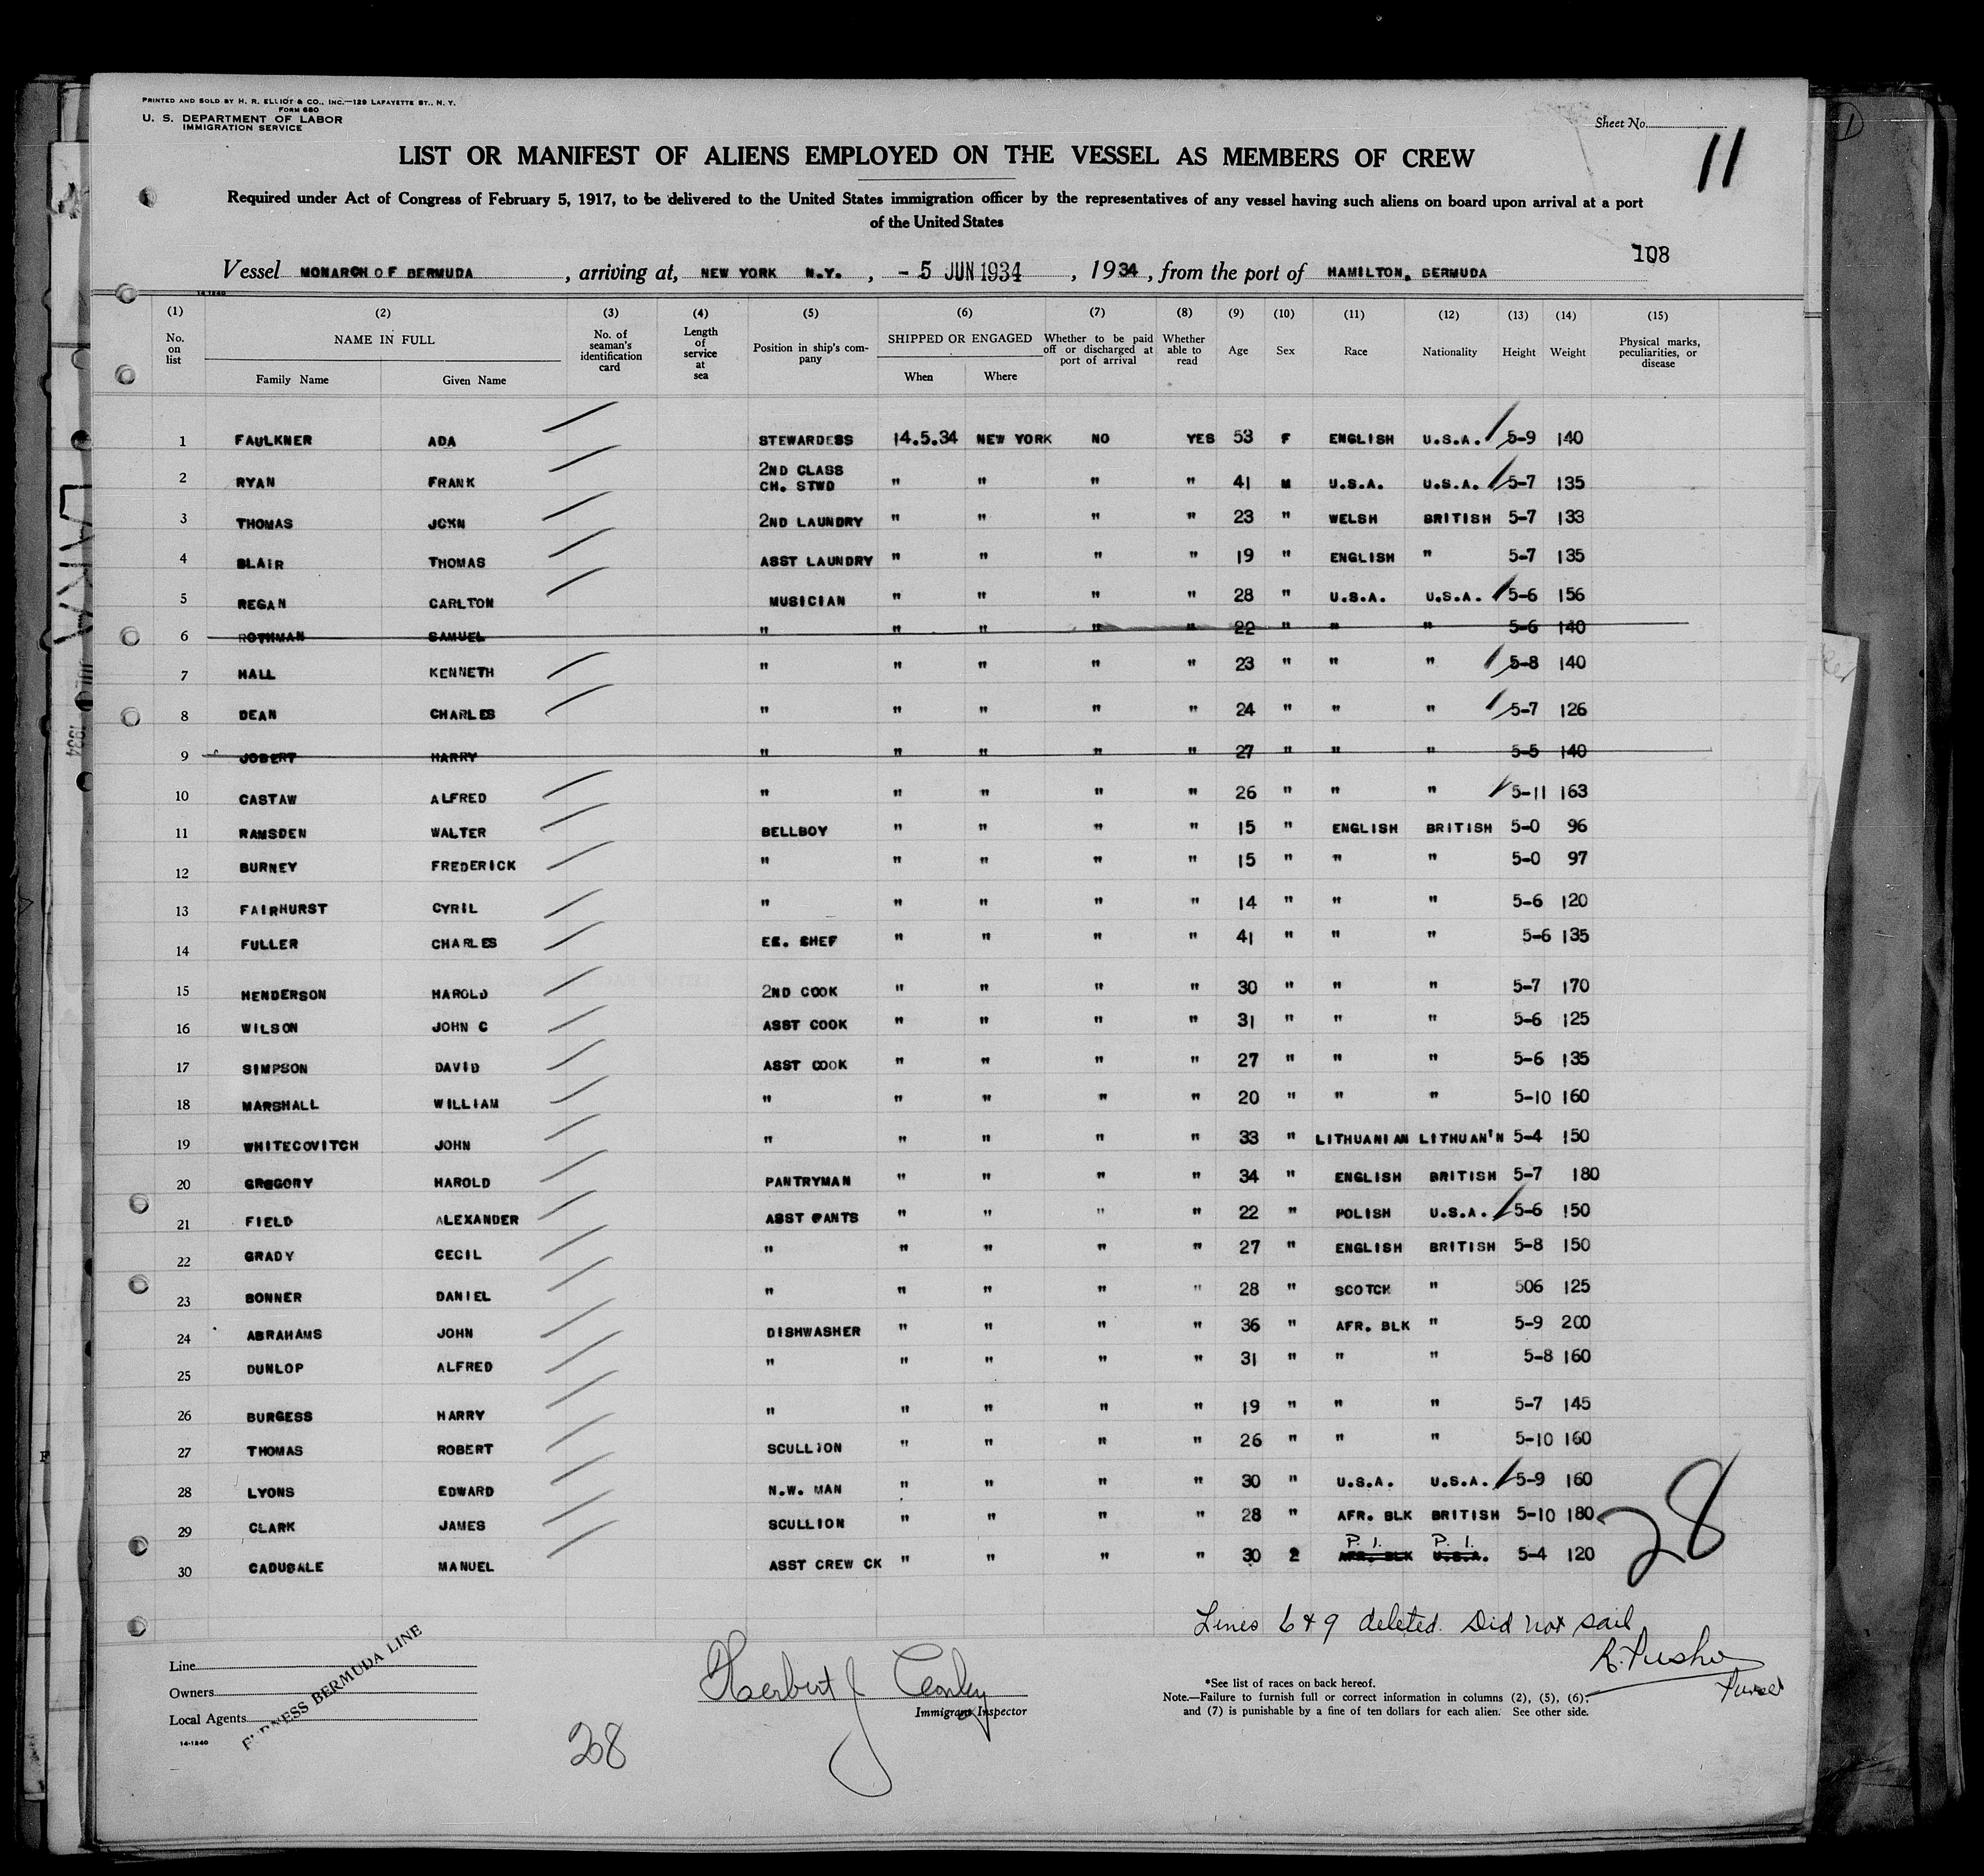 PRINTED AND SOLD BY H. R. ELLIOT & CO., INC.—129 LAFAYETTE ST., N. Y.
FORM 680
U. S. DEPARTMENT OF LABOR
IMMIGRATION SERVICE
Sheet No.
11
LIST OR MANIFEST OF ALIENS EMPLOYED ON THE VESSEL AS MEMBERS OF CREW
Required under Act of Congress of February 5, 1917, to be delivered to the United States immigration officer by the representatives of any vessel having such aliens on board upon arrival at a port
of the United States
108
Vessel MONARCH OF BERMUDA, arriving at, NEW YORK N.Y., - 5 JUN 1934, 1934, from the port of HAMILTON, BERMUDA
14-1240
(1) (2) (3) (4) (5) (6) (7) (8) (9) (10) (11) (12) (13) (14) (15)
No. on list NAME IN FULL Family Name Given Name No. of seaman's identification card Length of service at sea Position in ship's company SHIPPED OR ENGAGED When Where Whether to be paid off or discharged at port of arrival Whether able to read Age Sex Race Nationality Height Weight Physical marks, peculiarities, or disease
1 FAULKNER ADA STEWARDESS 14.5.34 NEW YORK NO YES 53 F ENGLISH U.S.A. 5-9 140
2 RYAN FRANK 2ND CLASS CH. STWD " " " " 41 M U.S.A. U.S.A. 5-7 135
3 THOMAS JOHN 2ND LAUNDRY " " " " 23 " WELSH BRITISH 5-7 133
4 BLAIR THOMAS ASST LAUNDRY " " " " 19 " ENGLISH " 5-7 135
5 REGAN CARLTON MUSICIAN " " " " 28 " U.S.A. U.S.A. 5-6 156
6 ROTHMAN SAMUEL " " " " " 22 " " " 5-6 140
7 HALL KENNETH " " " " " 23 " " " 5-8 140
8 DEAN CHARLES " " " " " 24 " " " 5-7 126
9 JOBERT HARRY " " " " " 27 " " " 5-5 140
10 CASTAW ALFRED " " " " " 26 " " " 5-11 163
11 RAMSDEN WALTER BELLBOY " " " " 15 " ENGLISH BRITISH 5-0 96
12 BURNEY FREDERICK " " " " " 15 " " " 5-0 97
13 FAIRHURST CYRIL " " " " " 14 " " " 5-6 120
14 FULLER CHARLES EE. CHEF " " " " 41 " " " 5-6 135
15 HENDERSON HAROLD 2ND COOK " " " " 30 " " " 5-7 170
16 WILSON JOHN C ASST COOK " " " " 31 " " " 5-6 125
17 SIMPSON DAVID ASST COOK " " " " 27 " " " 5-6 135
18 MARSHALL WILLIAM " " " " " 20 " " " 5-10 160
19 WHITECOVITCH JOHN " " " " " 33 " LITHUANIAN LITHUAN'N 5-4 150
20 GREGORY HAROLD PANTRYMAN " " " " 34 " ENGLISH BRITISH 5-7 180
21 FIELD ALEXANDER ASST PANTS " " " " 22 " POLISH U.S.A. 5-6 150
22 GRADY CECIL " " " " " 27 " ENGLISH BRITISH 5-8 150
23 BONNER DANIEL " " " " " 28 " SCOTCH " 506 125
24 ABRAHAMS JOHN DISHWASHER " " " " 36 " AFR. BLK " 5-9 200
25 DUNLOP ALFRED " " " " " 31 " " " 5-8 160
26 BURGESS HARRY " " " " " 19 " " " 5-7 145
27 THOMAS ROBERT SCULLION " " " " 26 " " " 5-10 160
28 LYONS EDWARD N.W. MAN " " " " 30 " U.S.A. U.S.A. 5-9 160
29 CLARK JAMES SCULLION " " " " 28 " AFR. BLK BRITISH 5-10 180
P. I. P. I.
30 CADUSALE MANUEL ASST CREW CK " " " " 30 2 AFR. BLK U.S.A. 5-4 120
28
Lines 6 & 9 deleted. Did not sail
Purser
Line
Owners
Local Agents
FURNESS BERMUDA LINE
14-1240
28
Herbert J
Immigrant Inspector
*See list of races on back hereof.
Note.—Failure to furnish full or correct information in columns (2), (5), (6),
and (7) is punishable by a fine of ten dollars for each alien. See other side.